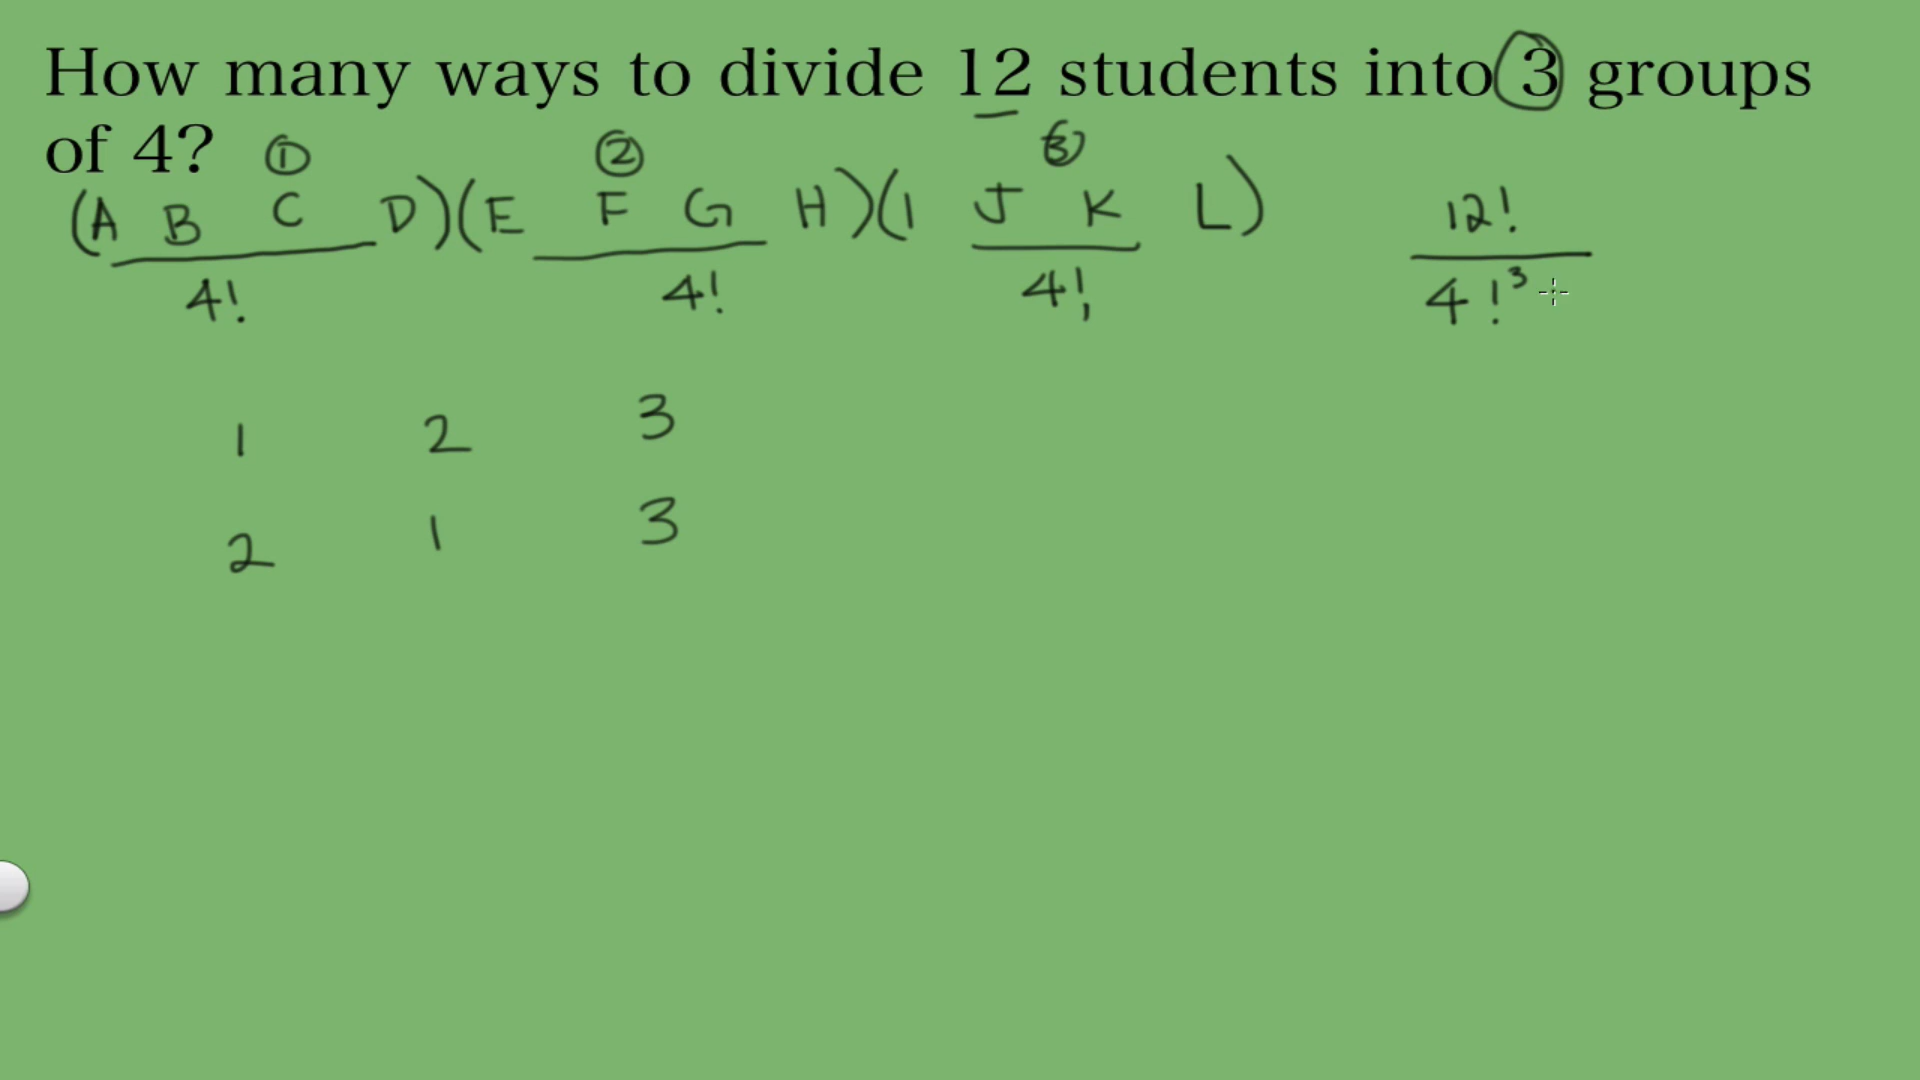 How many ways to divide 12 students into 3 groups
of 4?
① ② ③
(A B C D)(E F G H)(I J K L)
4! 4! 4!
12!
4!³
1 2 3
2 1 3